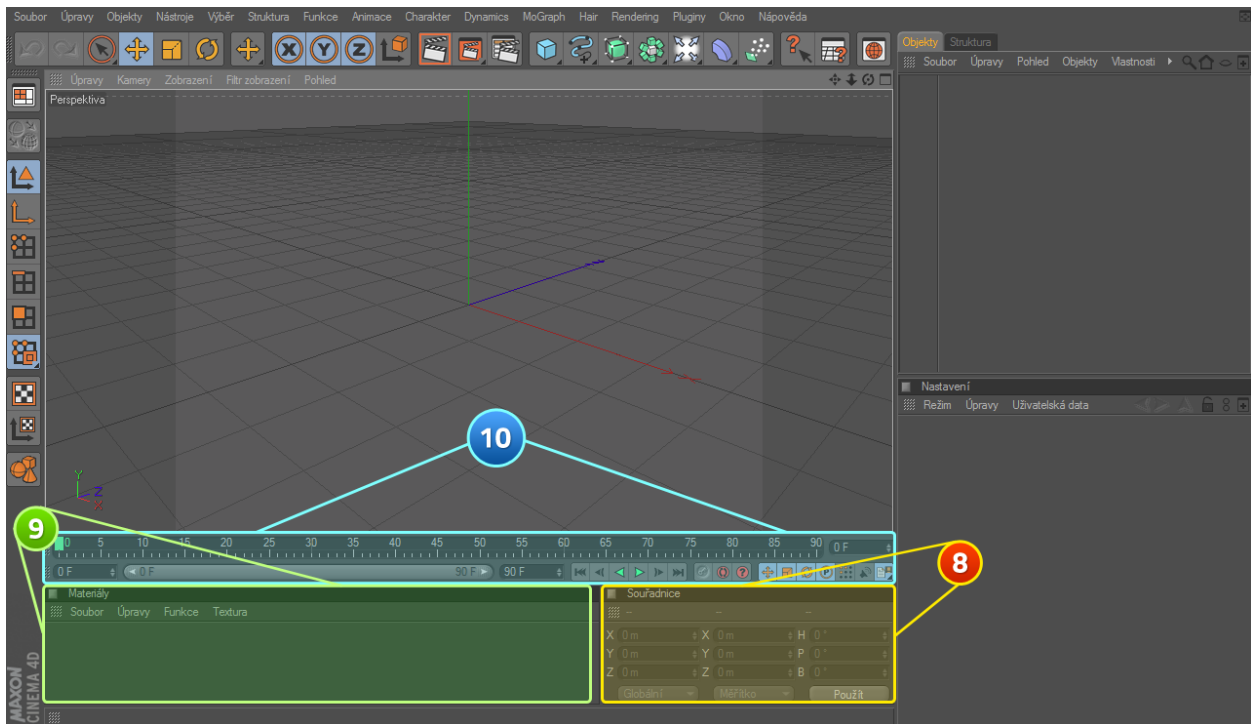 Soubor Úpravy Objekty Nástroje Výběr Struktura Funkce Animace Charakter Dynamics MoGraph Hair Rendering Pluginy Okno Nápověda
X Y Z
Objekty Struktura
Soubor Úpravy Pohled Objekty Vlastnosti
Úpravy Kamery Zobrazení Filtr zobrazení Pohled
Perspektiva
Nastavení
Režim Úpravy Uživatelská data
10
Y
Z
X
9
0 5 10 15 20 25 30 35 40 45 50 55 60 65 70 75 80 85 90 0 F
0 F 0 F 90 F 90 F
8
Materiály
Soubor Úpravy Funkce Textura
Souřadnice
-- -- --
X 0 m X 0 m H 0 °
Y 0 m Y 0 m P 0 °
Z 0 m Z 0 m B 0 °
Globální Měřítko Použít
MAXON
CINEMA 4D